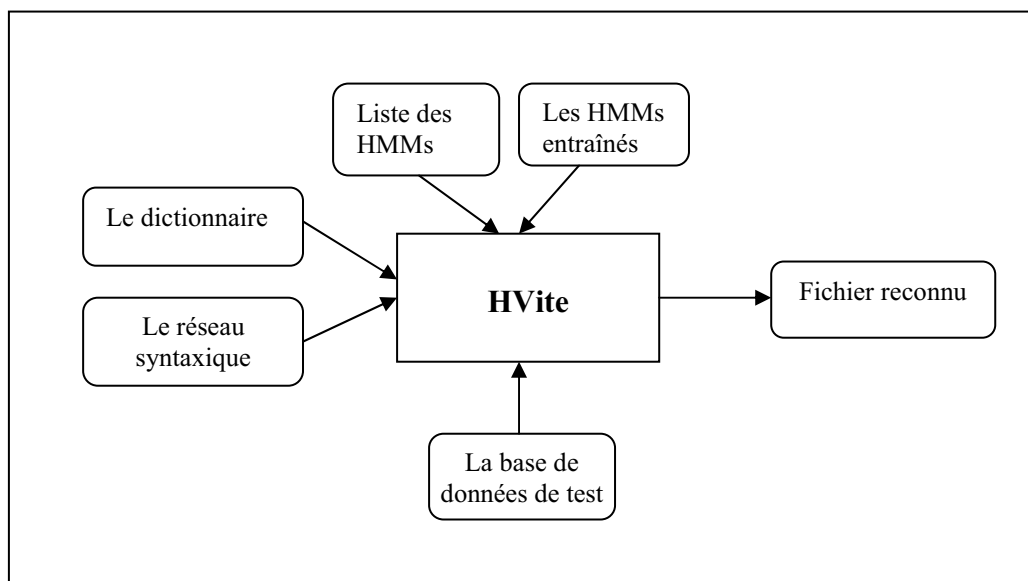 Liste des
HMMs
Les HMMs
entraînés
Le dictionnaire
Le réseau
syntaxique
HVite
Fichier reconnu
La base de
données de test